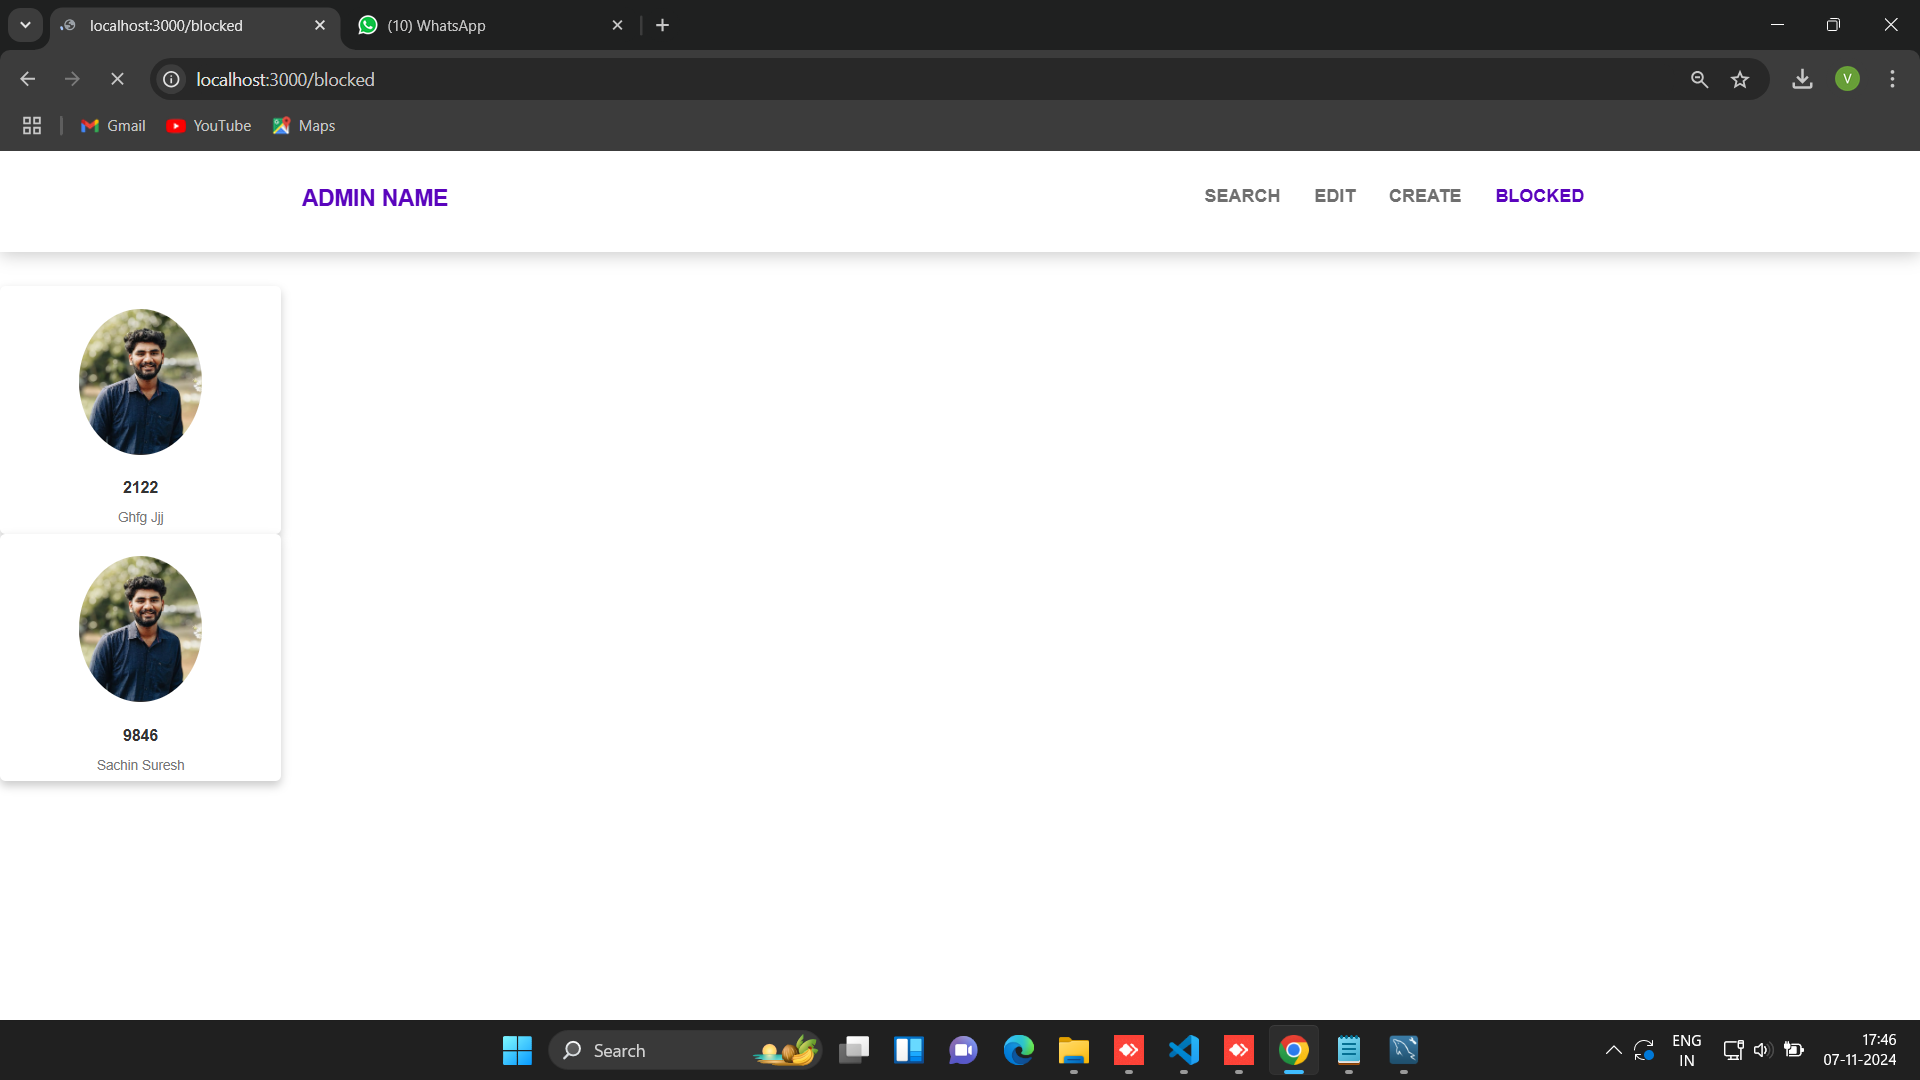 localhost:3000/blocked
(10) WhatsApp
localhost:3000/blocked
V
Gmail
YouTube
Maps
ADMIN NAME
SEARCH
EDIT
CREATE
BLOCKED
2122
Ghfg Jjj
9846
Sachin Suresh
Search
ENG
IN
17:46
07-11-2024